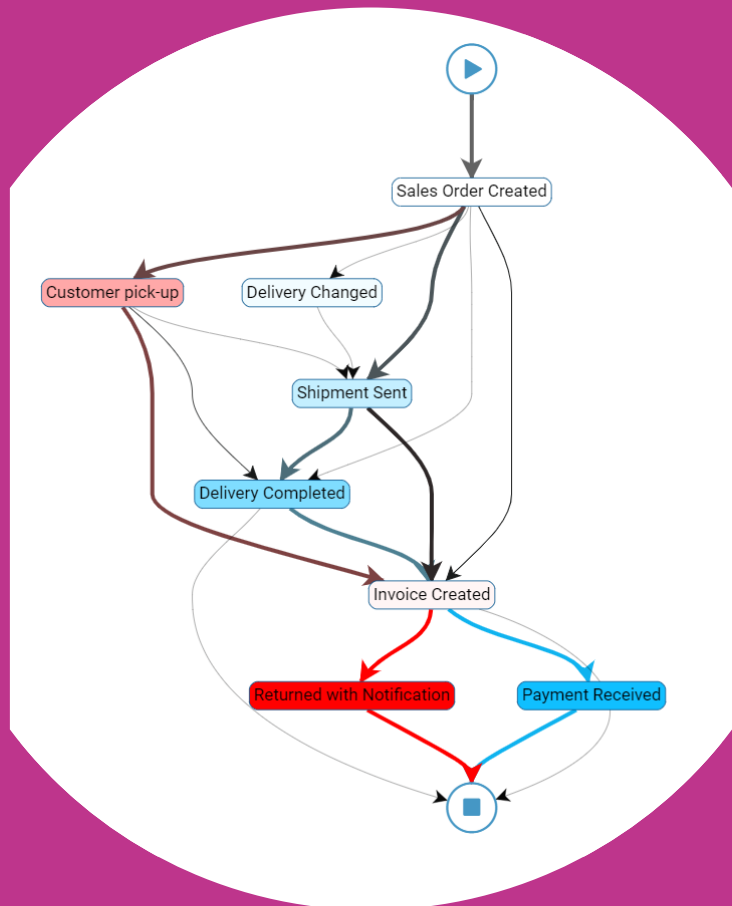 Sales Order Created
Customer pick-up
Delivery Changed
Shipment Sent
Delivery Completed
Invoice Created
Returned with Notification
Payment Received